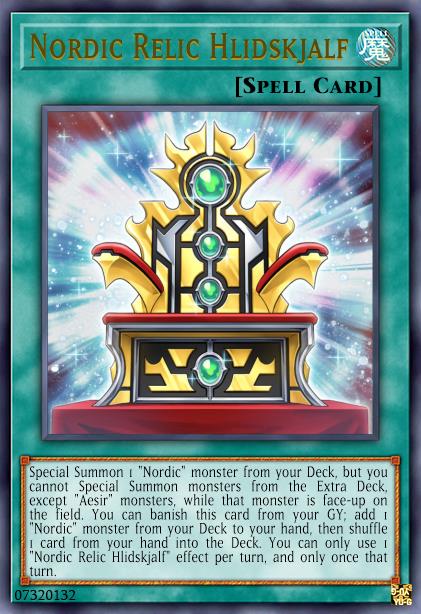 Nordic Relic Hlidskjalf
SPELL
魔
[Spell Card]
Special Summon 1 "Nordic" monster from your Deck, but you
cannot Special Summon monsters from the Extra Deck,
except "Aesir" monsters, while that monster is face-up on
the field. You can banish this card from your GY; add 1
"Nordic" monster from your Deck to your hand, then shuffle
1 card from your hand into the Deck. You can only use 1
"Nordic Relic Hlidskjalf" effect per turn, and only once that
turn.
07320132